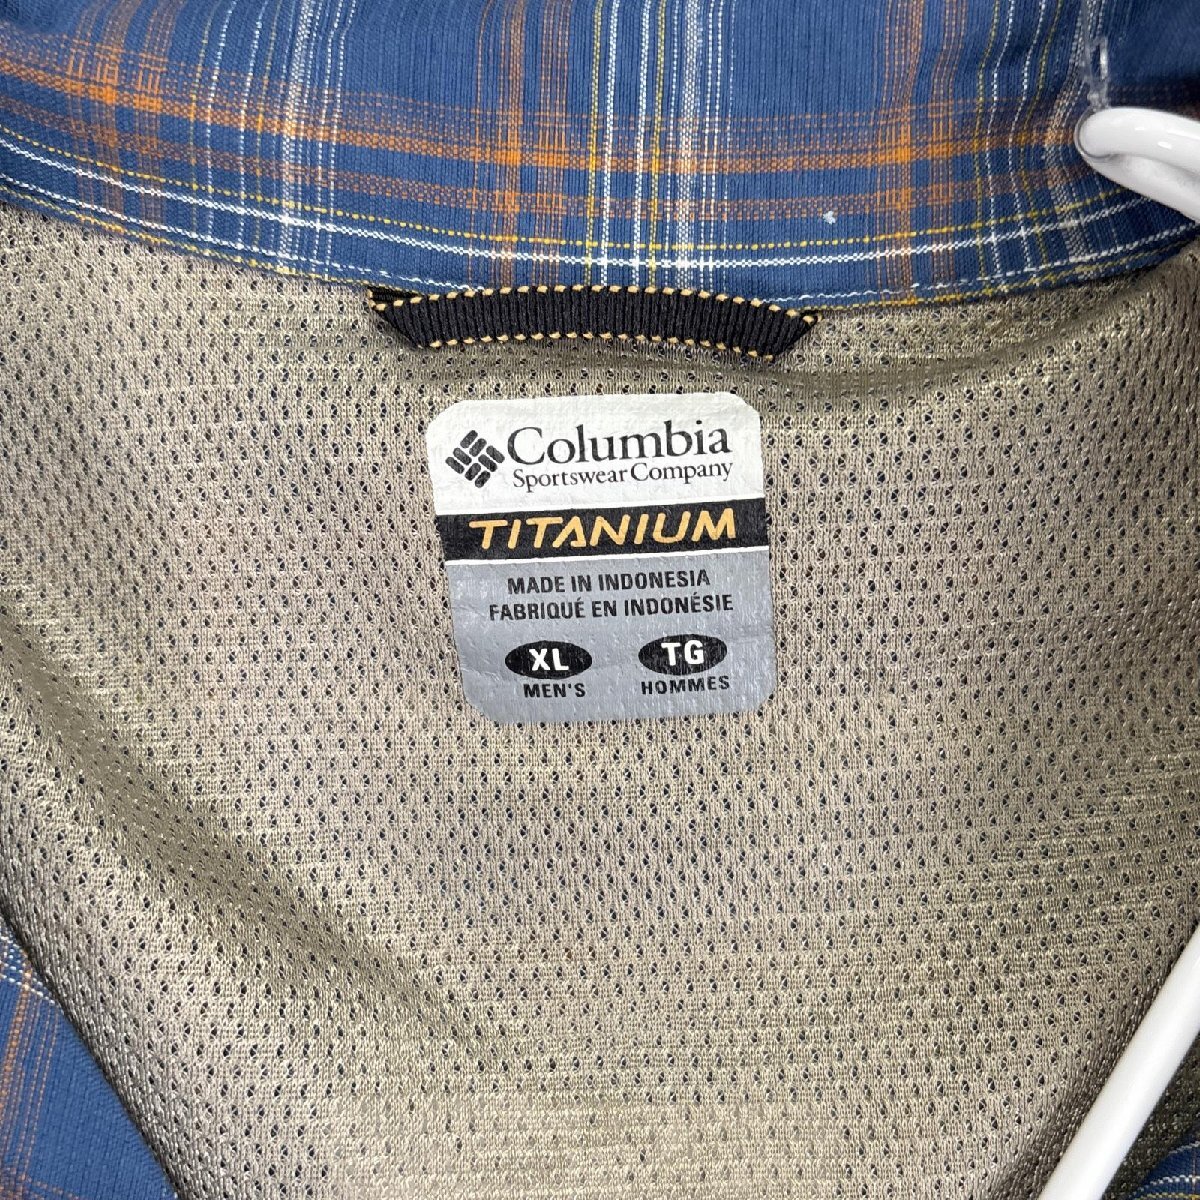 Columbia
Sportswear Company
TITANIUM
MADE IN INDONESIA
FABRIQUÉ EN INDONÉSIE
XL TG
MEN'S HOMMES